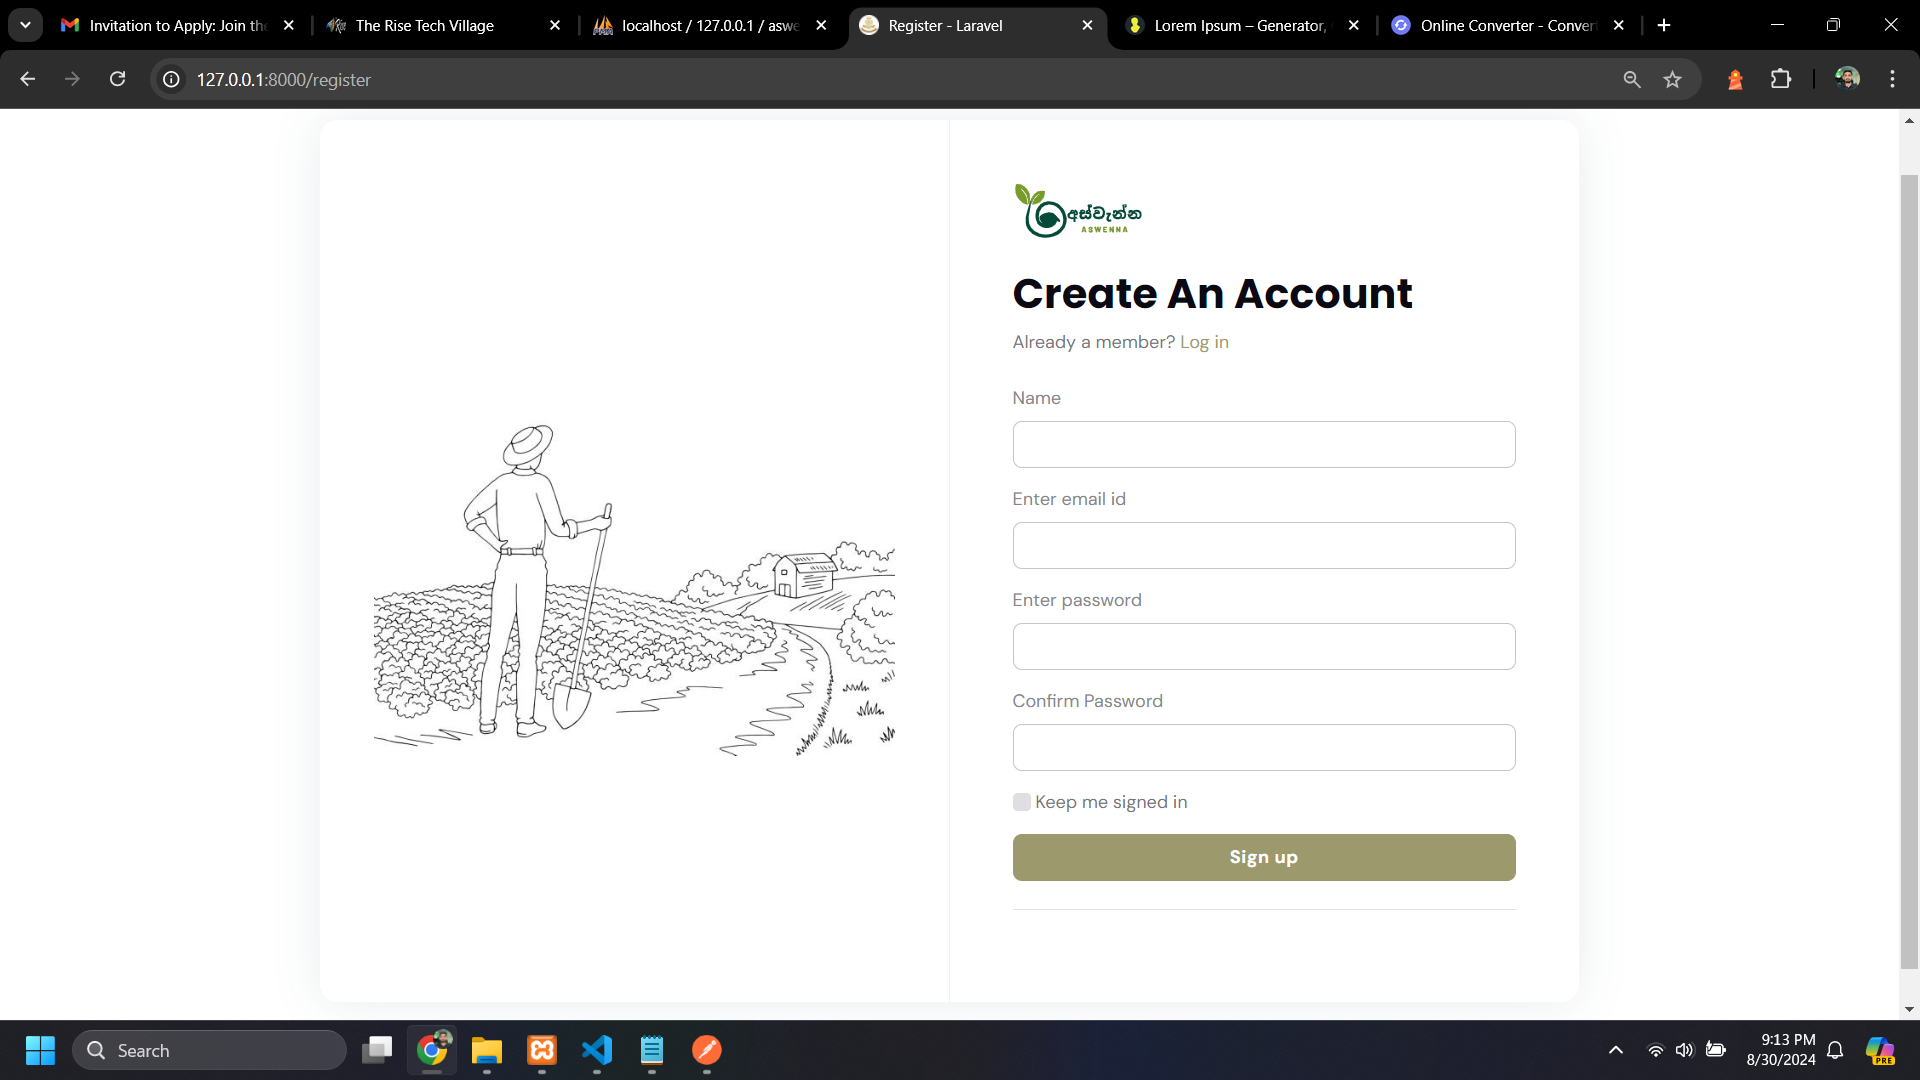 Invitation to Apply: Join the
The Rise Tech Village
localhost / 127.0.0.1 / aswe
Register - Laravel
Lorem Ipsum – Generator,
Online Converter - Conver
127.0.0.1:8000/register
අස්වැන්න
ASWENNA
Create An Account
Already a member? Log in
Name
Enter email id
Enter password
Confirm Password
Keep me signed in
Sign up
Search
9:13 PM
8/30/2024
PRE